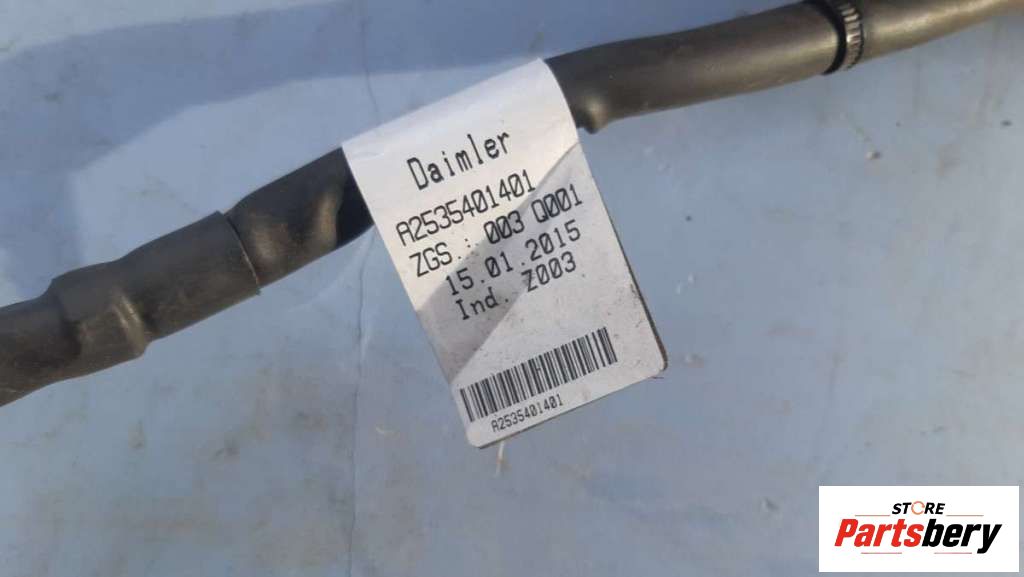 Daimler
A2535401401
ZGS.: 003 Q001
15.01.2015
Ind. Z003
A2535401401
STORE
Partsbery